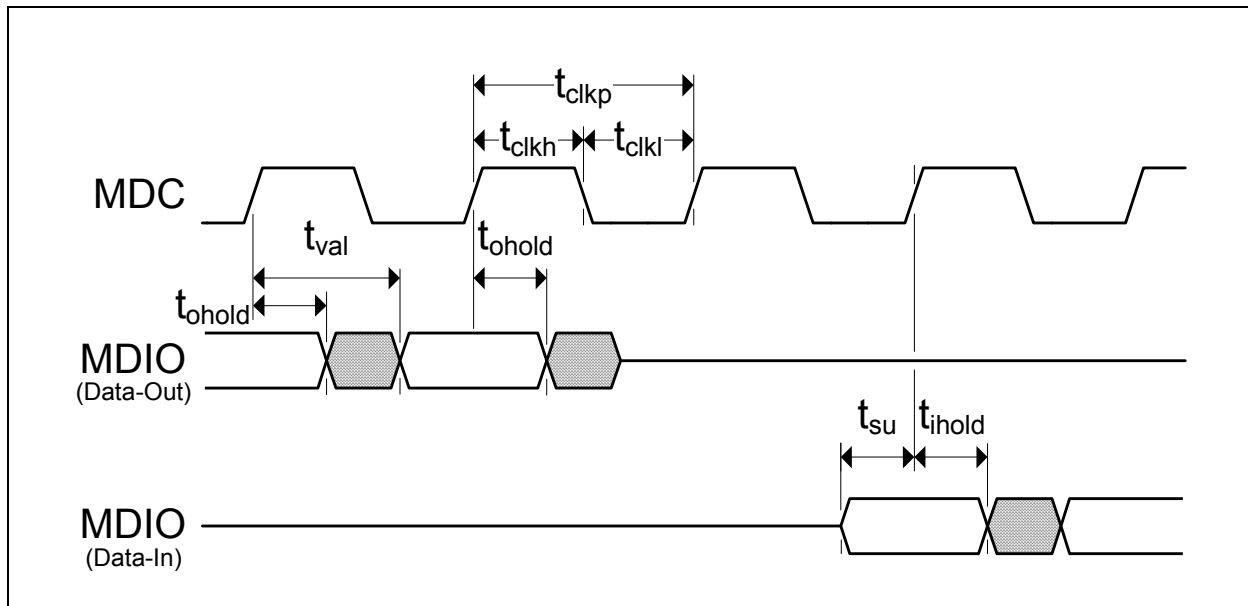 tclkp
tclkh
tclkl
MDC
tval
tohold
tohold
MDIO
(Data-Out)
tsu
tihold
MDIO
(Data-In)